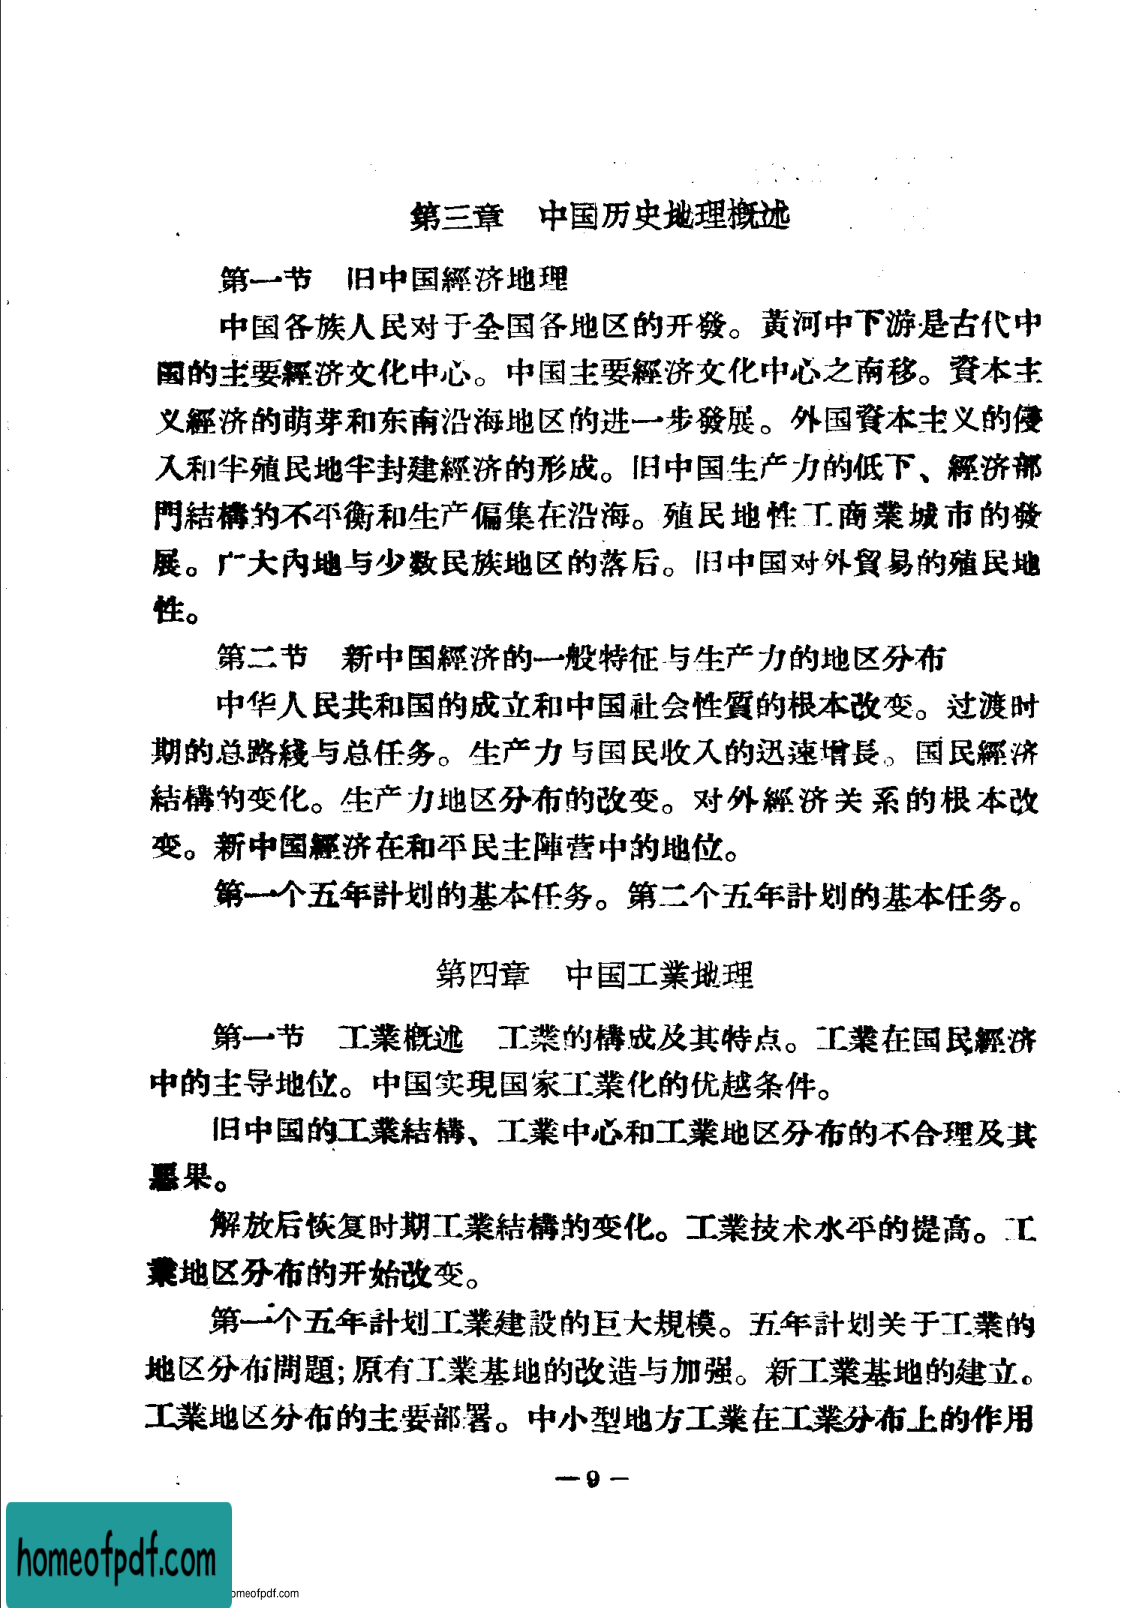 第三章　中国历史地理概述
第一节　旧中国經济地理
中国各族人民对于全国各地区的开發。黃河中下游是古代中
国的主要經济文化中心。中国主要經济文化中心之南移。資本主
义經济的萌芽和东南沿海地区的进一步發展。外国資本主义的侵
入和半殖民地半封建經济的形成。旧中国生产力的低下、經济部
門結構的不平衡和生产偏集在沿海。殖民地性工商業城市的發
展。广大內地与少数民族地区的落后。旧中国对外貿易的殖民地
性。
第二节　新中国經济的一般特征与生产力的地区分布
中华人民共和国的成立和中国社会性質的根本改变。过渡时
期的总路綫与总任务。生产力与国民收入的迅速增長。国民經济
結構的变化。生产力地区分布的改变。对外經济关系的根本改
变。新中国經济在和平民主陣营中的地位。
第一个五年計划的基本任务。第二个五年計划的基本任务。
第四章　中国工業地理
第一节　工業概述　工業的構成及其特点。工業在国民經济
中的主导地位。中国实現国家工業化的优越条件。
旧中国的工業結構、工業中心和工業地区分布的不合理及其
惡果。
解放后恢复时期工業結構的变化。工業技术水平的提高。工
業地区分布的开始改变。
第一个五年計划工業建設的巨大規模。五年計划关于工業的
地区分布問題;原有工業基地的改造与加强。新工業基地的建立。
工業地区分布的主要部署。中小型地方工業在工業分布上的作用
— 9 —
homeofpdf.com
omeofpdf.com